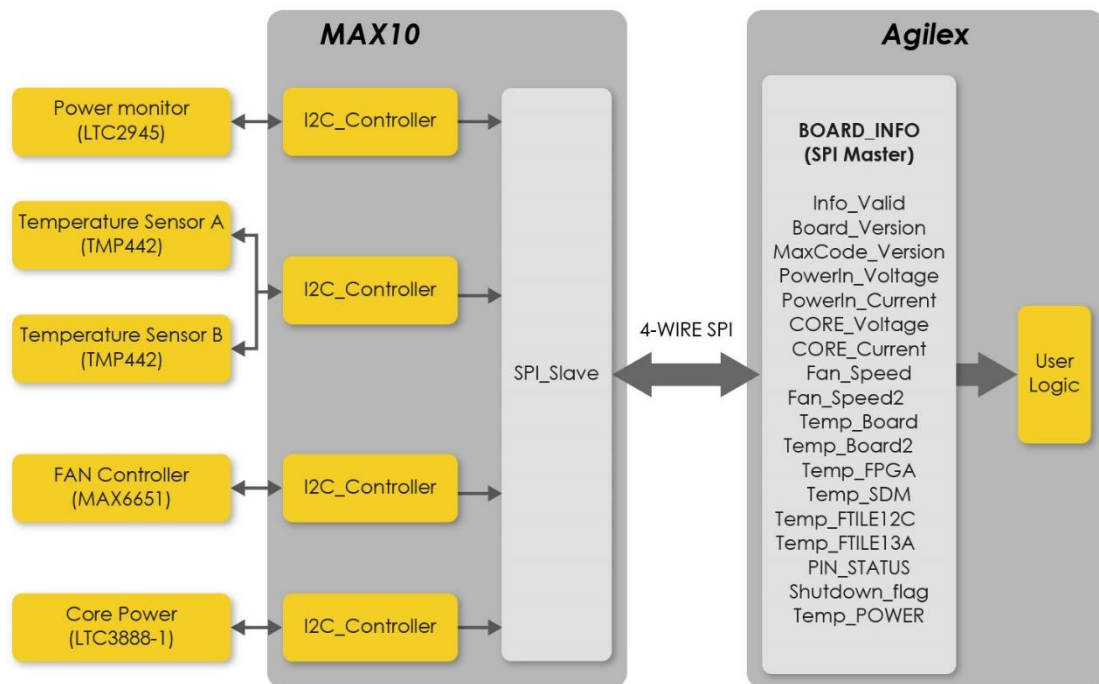 MAX10
Agilex
Power monitor
(LTC2945)
I2C_Controller
Temperature Sensor A
(TMP442)
I2C_Controller
Temperature Sensor B
(TMP442)
FAN Controller
(MAX6651)
I2C_Controller
Core Power
(LTC3888-1)
I2C_Controller
SPI_Slave
4-WIRE SPI
BOARD_INFO
(SPI Master)
Info_Valid
Board_Version
MaxCode_Version
PowerIn_Voltage
PowerIn_Current
CORE_Voltage
CORE_Current
Fan_Speed
Fan_Speed2
Temp_Board
Temp_Board2
Temp_FPGA
Temp_SDM
Temp_FTILE12C
Temp_FTILE13A
PIN_STATUS
Shutdown_flag
Temp_POWER
User
Logic